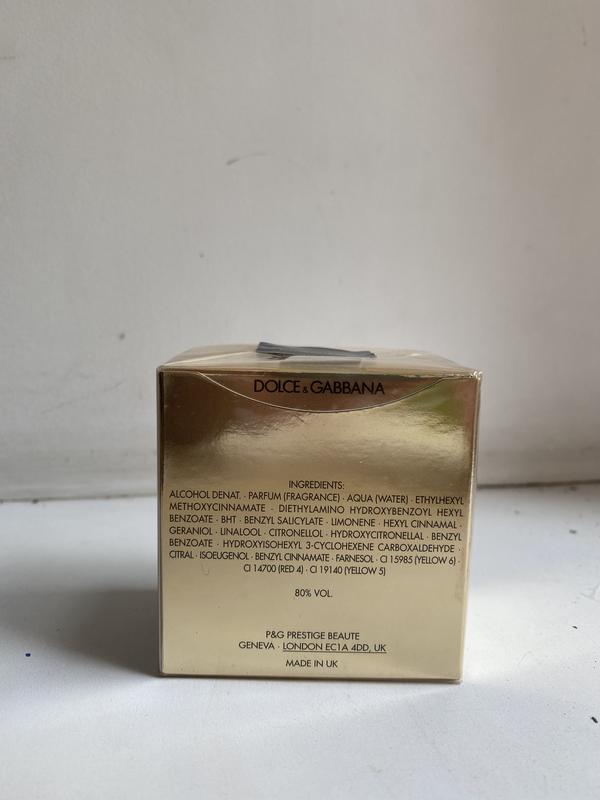 DOLCE & GABBANA
INGREDIENTS:
ALCOHOL DENAT. · PARFUM (FRAGRANCE) · AQUA (WATER) · ETHYLHEXYL
METHOXYCINNAMATE · DIETHYLAMINO HYDROXYBENZOYL HEXYL
BENZOATE · BHT · BENZYL SALICYLATE · LIMONENE · HEXYL CINNAMAL ·
GERANIOL · LINALOOL · CITRONELLOL · HYDROXYCITRONELLAL · BENZYL
BENZOATE · HYDROXYISOHEXYL 3-CYCLOHEXENE CARBOXALDEHYDE ·
CITRAL · ISOEUGENOL · BENZYL CINNAMATE · FARNESOL · CI 15985 (YELLOW 6) ·
CI 14700 (RED 4) · CI 19140 (YELLOW 5)
80% VOL.
P&G PRESTIGE BEAUTE
GENEVA · LONDON EC1A 4DD, UK
MADE IN UK